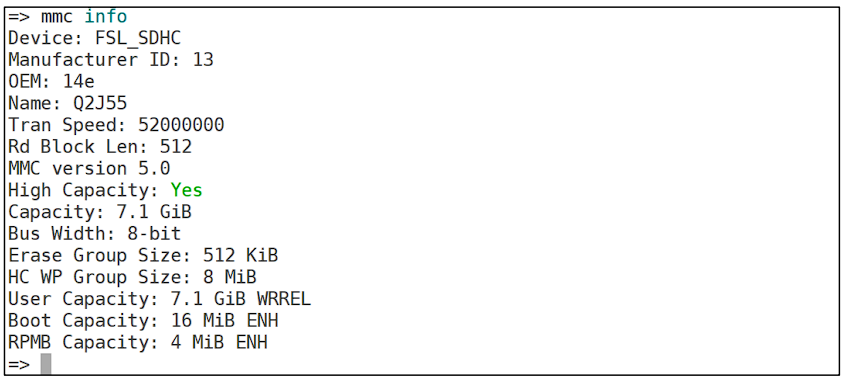 => mmc info
Device: FSL_SDHC
Manufacturer ID: 13
OEM: 14e
Name: Q2J55
Tran Speed: 52000000
Rd Block Len: 512
MMC version 5.0
High Capacity: Yes
Capacity: 7.1 GiB
Bus Width: 8-bit
Erase Group Size: 512 KiB
HC WP Group Size: 8 MiB
User Capacity: 7.1 GiB WRREL
Boot Capacity: 16 MiB ENH
RPMB Capacity: 4 MiB ENH
=>